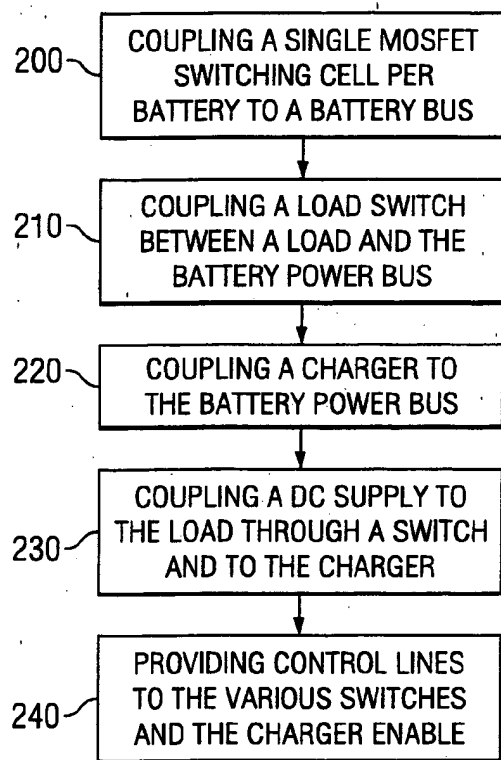 200
COUPLING A SINGLE MOSFET
SWITCHING CELL PER
BATTERY TO A BATTERY BUS
210
COUPLING A LOAD SWITCH
BETWEEN A LOAD AND THE
BATTERY POWER BUS
220
COUPLING A CHARGER TO
THE BATTERY POWER BUS
230
COUPLING A DC SUPPLY TO
THE LOAD THROUGH A SWITCH
AND TO THE CHARGER
240
PROVIDING CONTROL LINES
TO THE VARIOUS SWITCHES
AND THE CHARGER ENABLE